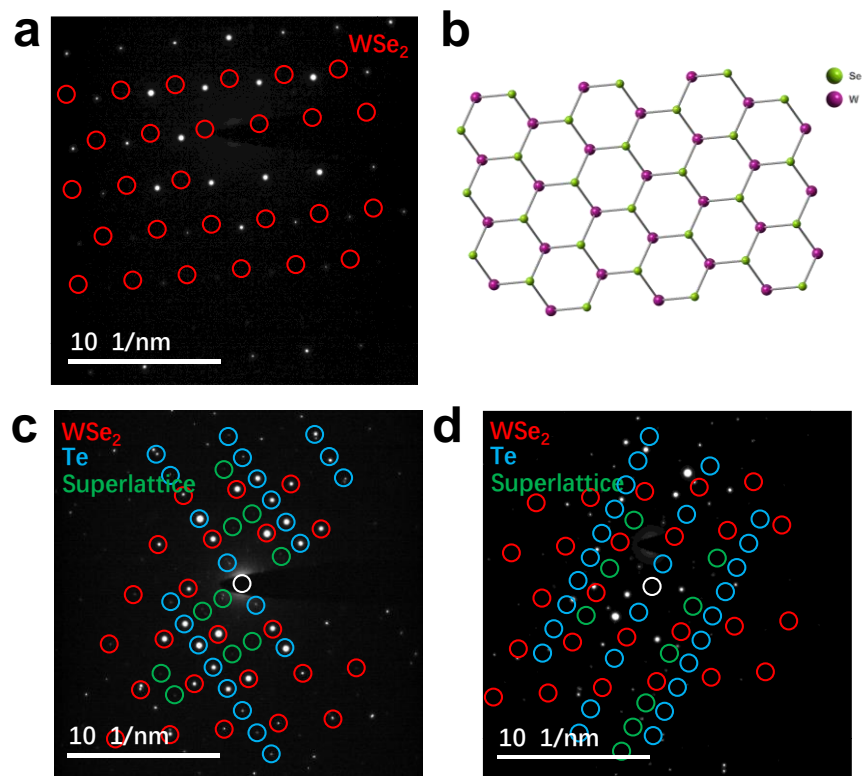 a
WSe₂
10 1/nm
b
Se
W
c
WSe₂
Te
Superlattice
10 1/nm
d
WSe₂
Te
Superlattice
10 1/nm